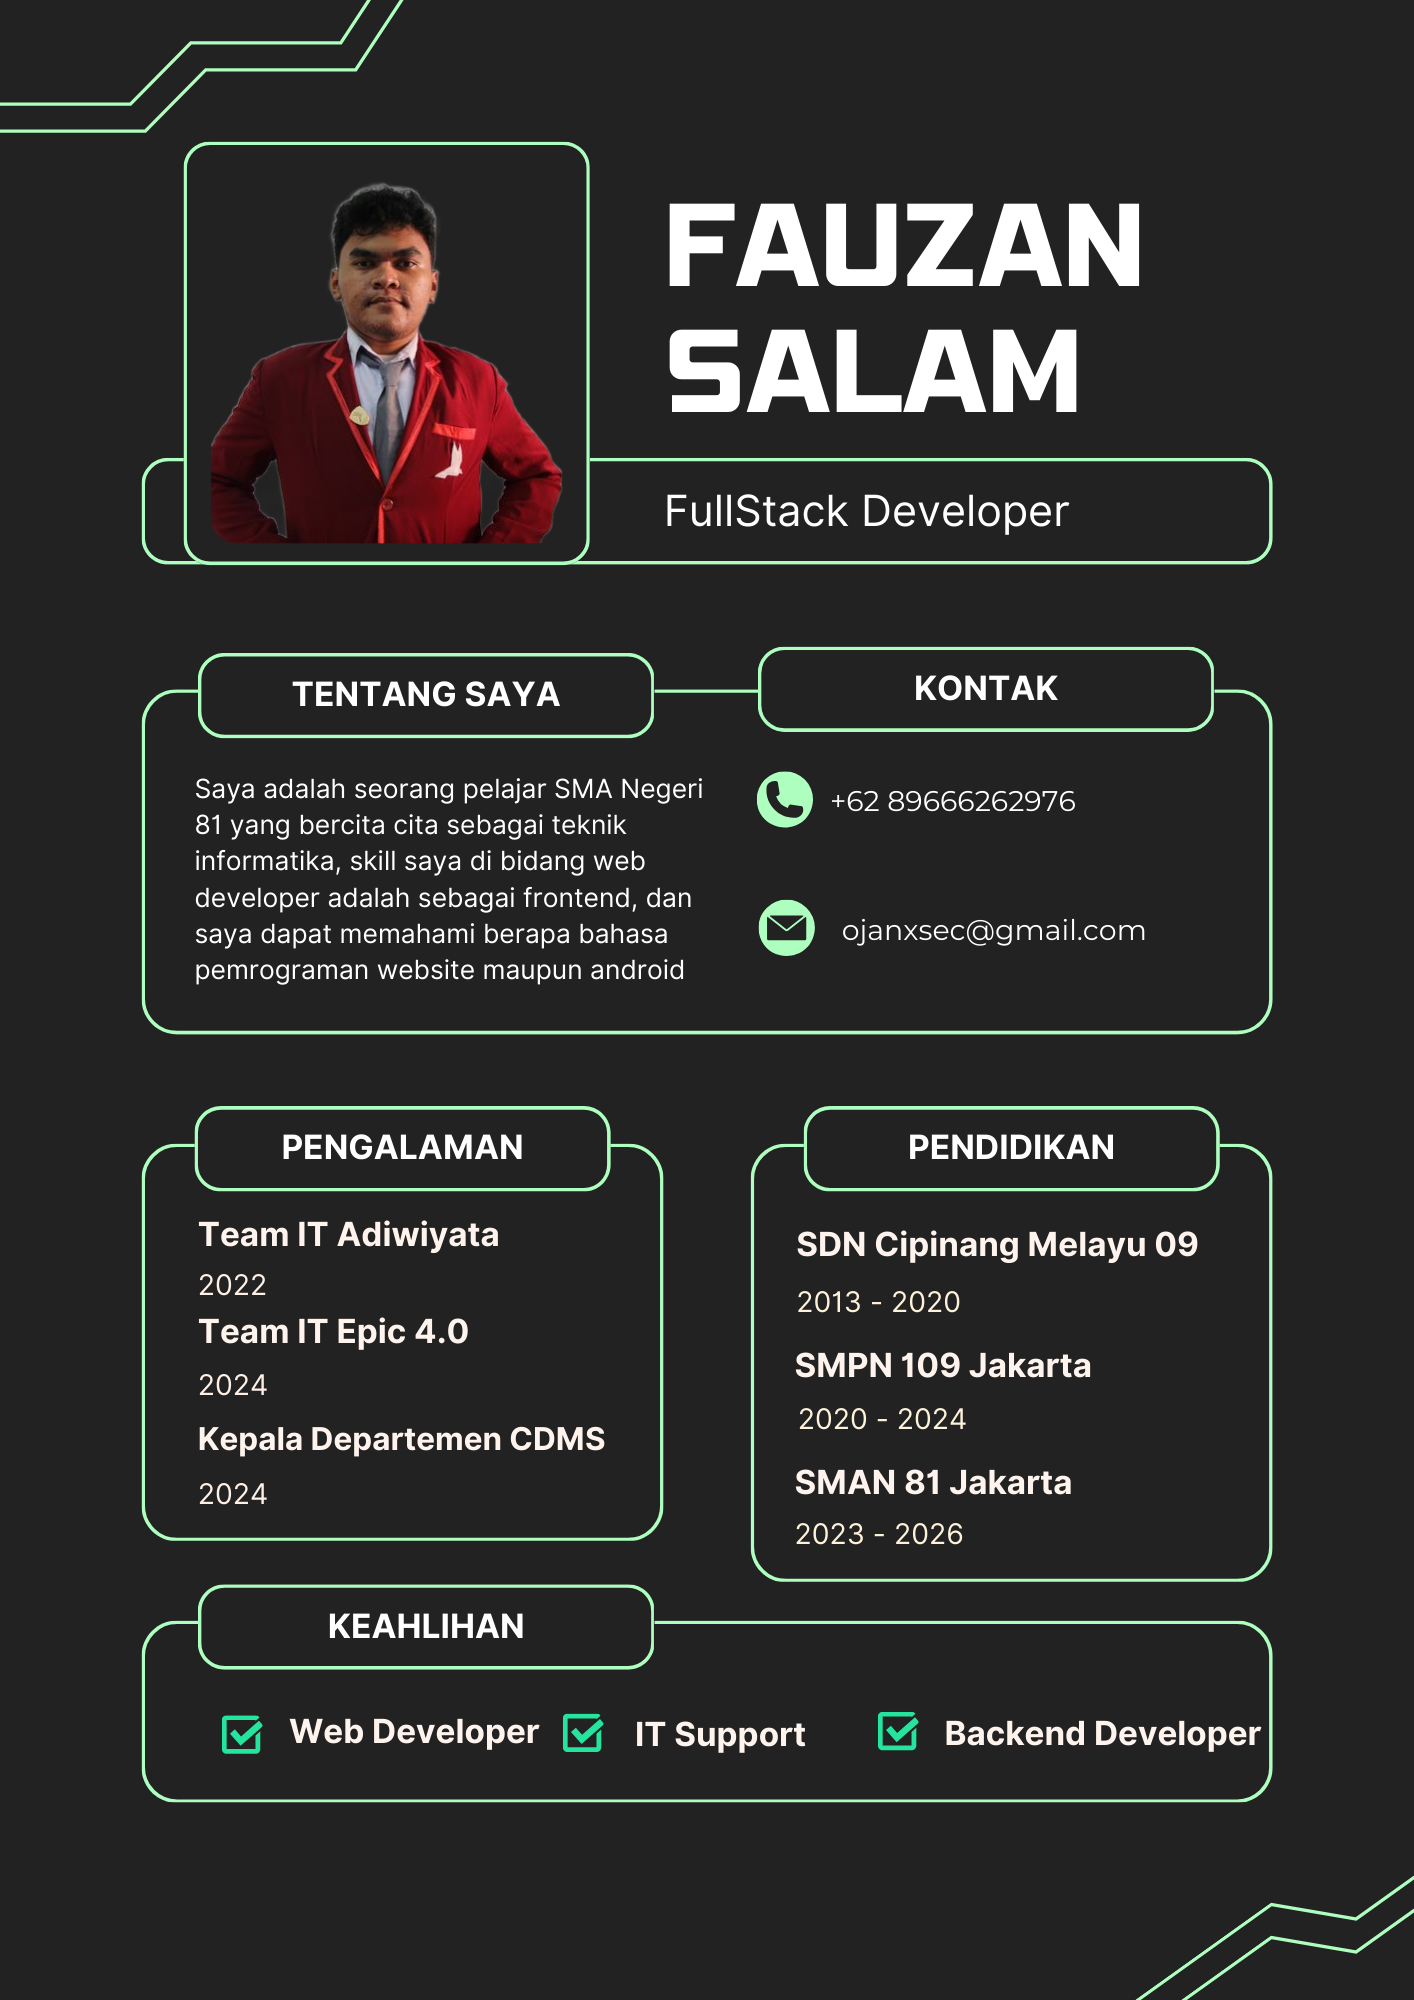 FAUZAN
SALAM
FullStack Developer
TENTANG SAYA
Saya adalah seorang pelajar SMA Negeri
81 yang bercita cita sebagai teknik
informatika, skill saya di bidang web
developer adalah sebagai frontend, dan
saya dapat memahami berapa bahasa
pemrograman website maupun android
KONTAK
+62 89666262976
ojanxsec@gmail.com
PENGALAMAN
Team IT Adiwiyata
2022
Team IT Epic 4.0
2024
Kepala Departemen CDMS
2024
PENDIDIKAN
SDN Cipinang Melayu 09
2013 - 2020
SMPN 109 Jakarta
2020 - 2024
SMAN 81 Jakarta
2023 - 2026
KEAHLIHAN
Web Developer
IT Support
Backend Developer